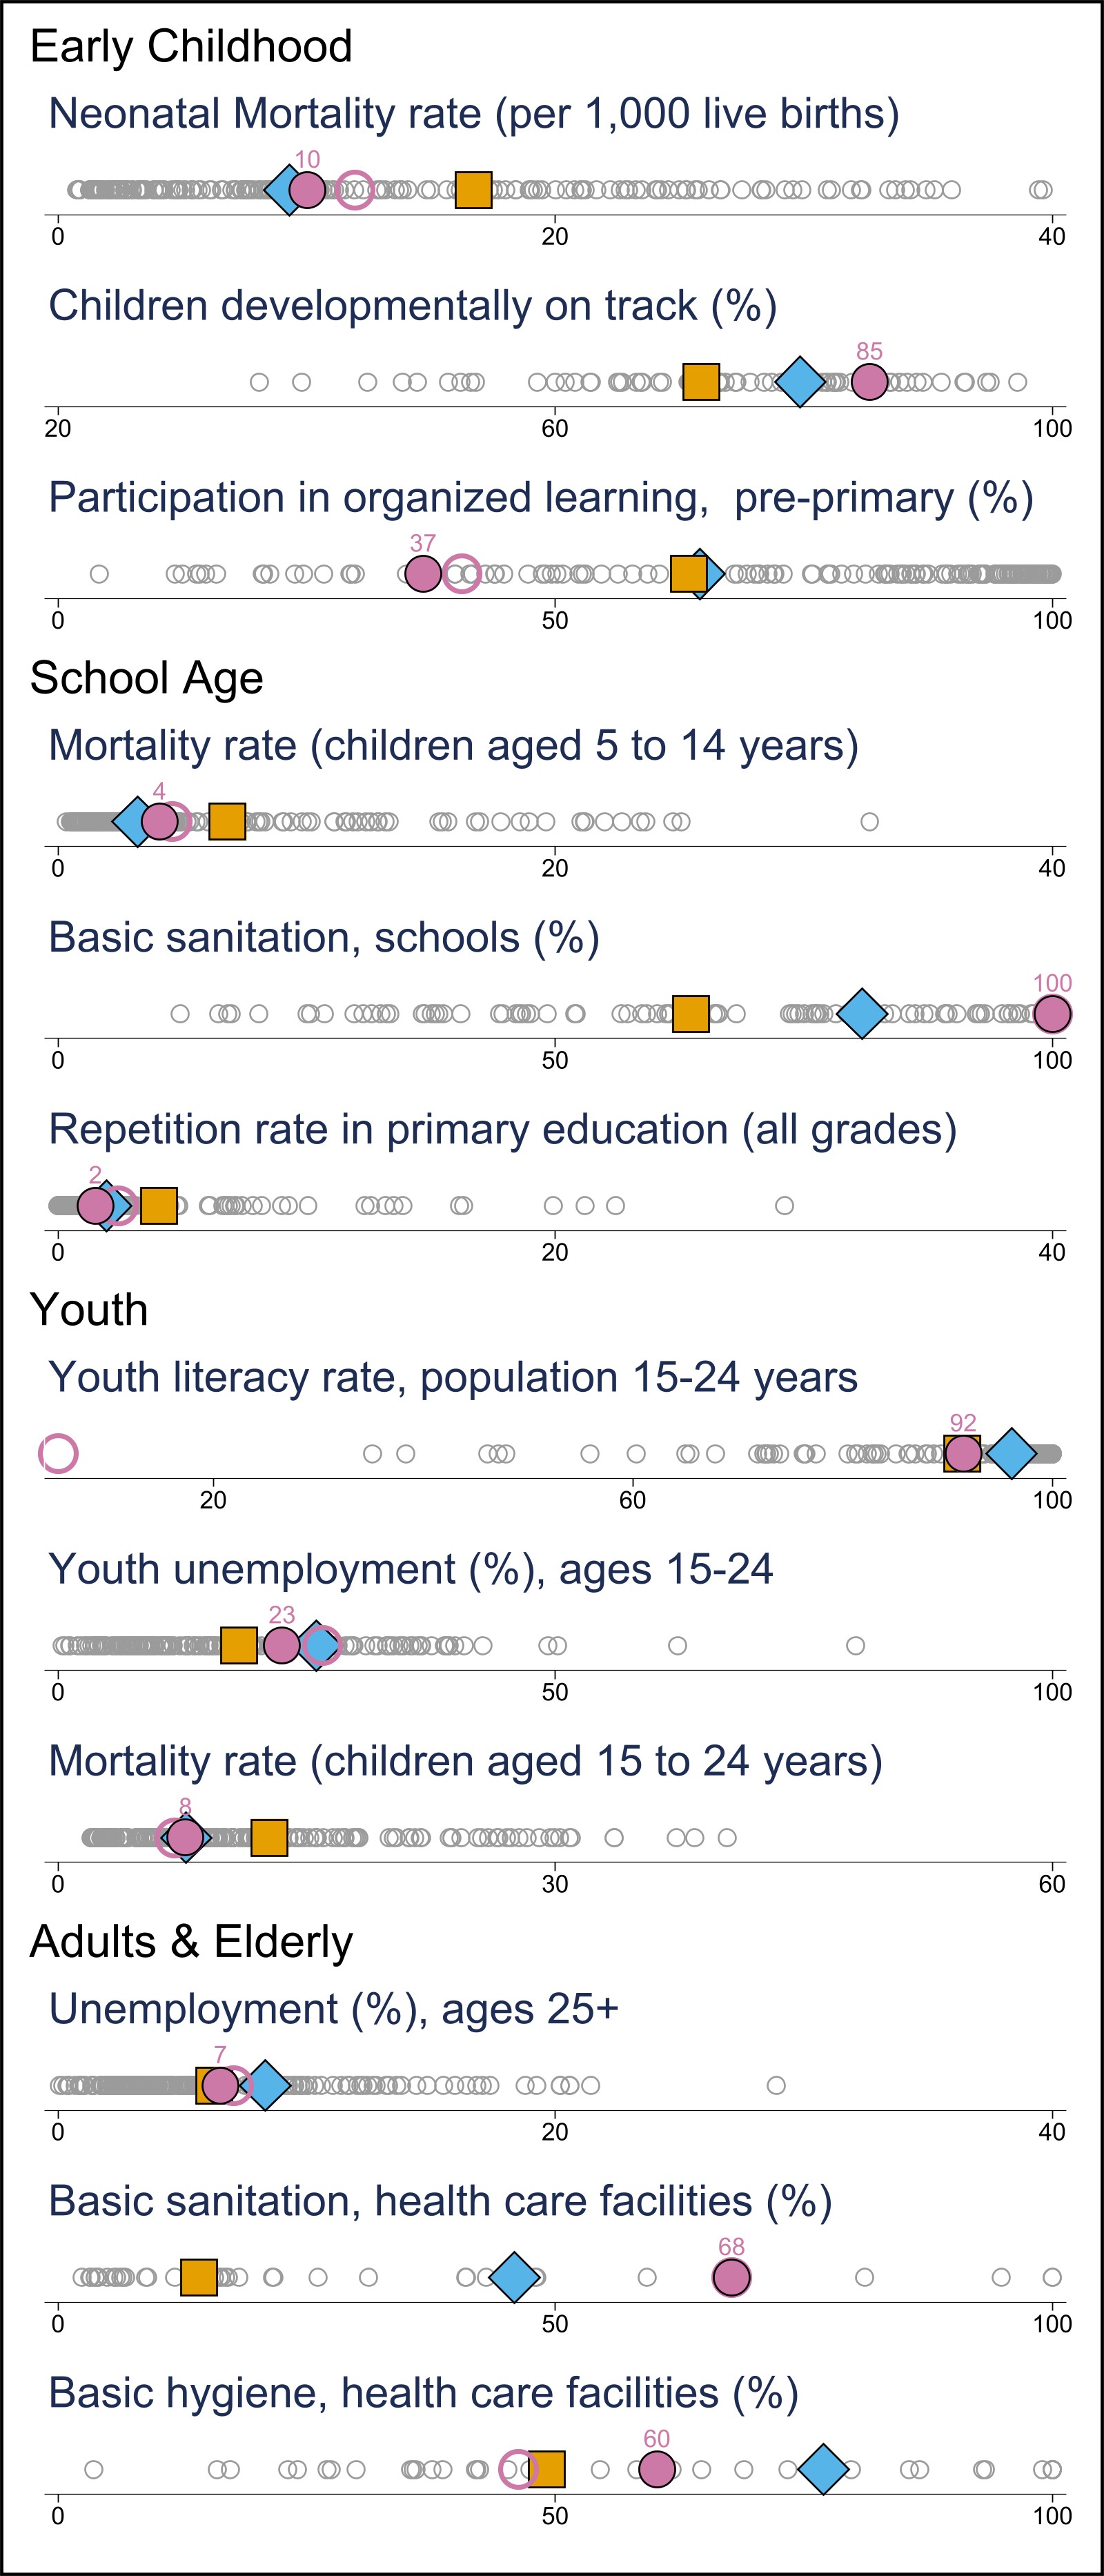 Early Childhood
Neonatal Mortality rate (per 1,000 live births)
10
0 20 40
Children developmentally on track (%)
85
20 60 100
Participation in organized learning,  pre-primary (%)
37
0 50 100
School Age
Mortality rate (children aged 5 to 14 years)
4
0 20 40
Basic sanitation, schools (%)
100
0 50 100
Repetition rate in primary education (all grades)
2
0 20 40
Youth
Youth literacy rate, population 15-24 years
92
20 60 100
Youth unemployment (%), ages 15-24
23
0 50 100
Mortality rate (children aged 15 to 24 years)
8
0 30 60
Adults & Elderly
Unemployment (%), ages 25+
7
0 20 40
Basic sanitation, health care facilities (%)
68
0 50 100
Basic hygiene, health care facilities (%)
60
0 50 100